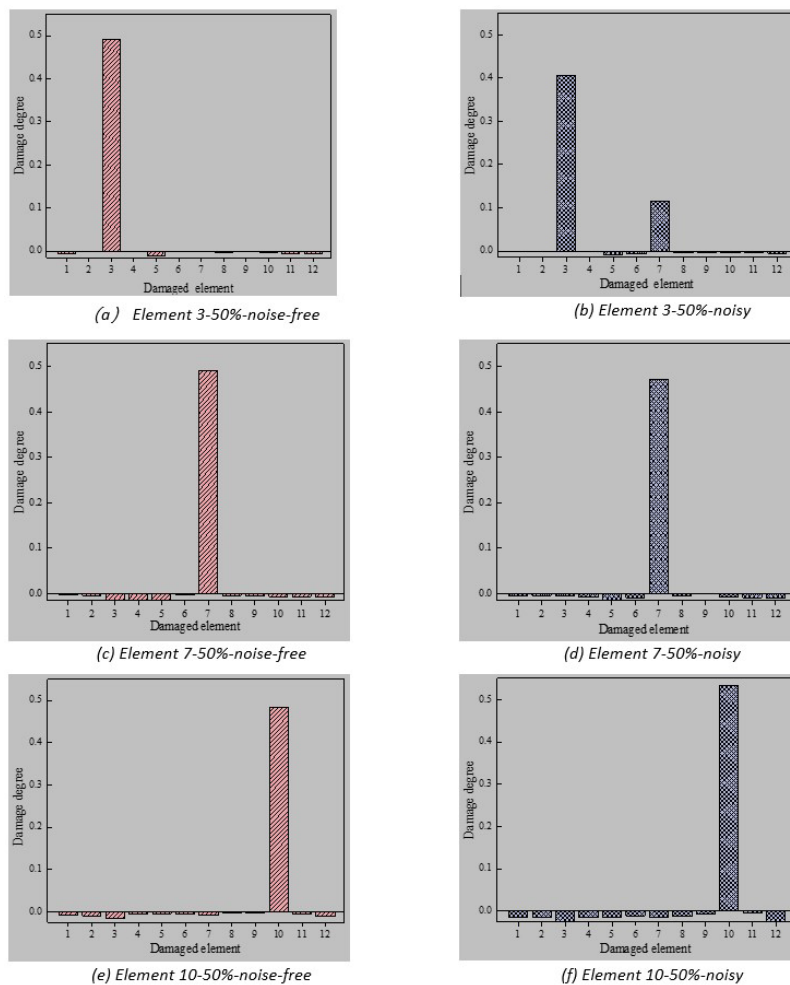 Damage degree
0.5
0.4
0.3
0.2
0.1
0.0
1 2 3 4 5 6 7 8 9 10 11 12
Damaged element
(a) Element 3-50%-noise-free
Damage degree
0.5
0.4
0.3
0.2
0.1
0.0
1 2 3 4 5 6 7 8 9 10 11 12
Damaged element
(b) Element 3-50%-noisy
Damage degree
0.5
0.4
0.3
0.2
0.1
0.0
1 2 3 4 5 6 7 8 9 10 11 12
Damaged element
(c) Element 7-50%-noise-free
Damage degree
0.5
0.4
0.3
0.2
0.1
0.0
1 2 3 4 5 6 7 8 9 10 11 12
Damaged element
(d) Element 7-50%-noisy
Damage degree
0.5
0.4
0.3
0.2
0.1
0.0
1 2 3 4 5 6 7 8 9 10 11 12
Damaged element
(e) Element 10-50%-noise-free
Damage degree
0.5
0.4
0.3
0.2
0.1
0.0
1 2 3 4 5 6 7 8 9 10 11 12
Damaged element
(f) Element 10-50%-noisy